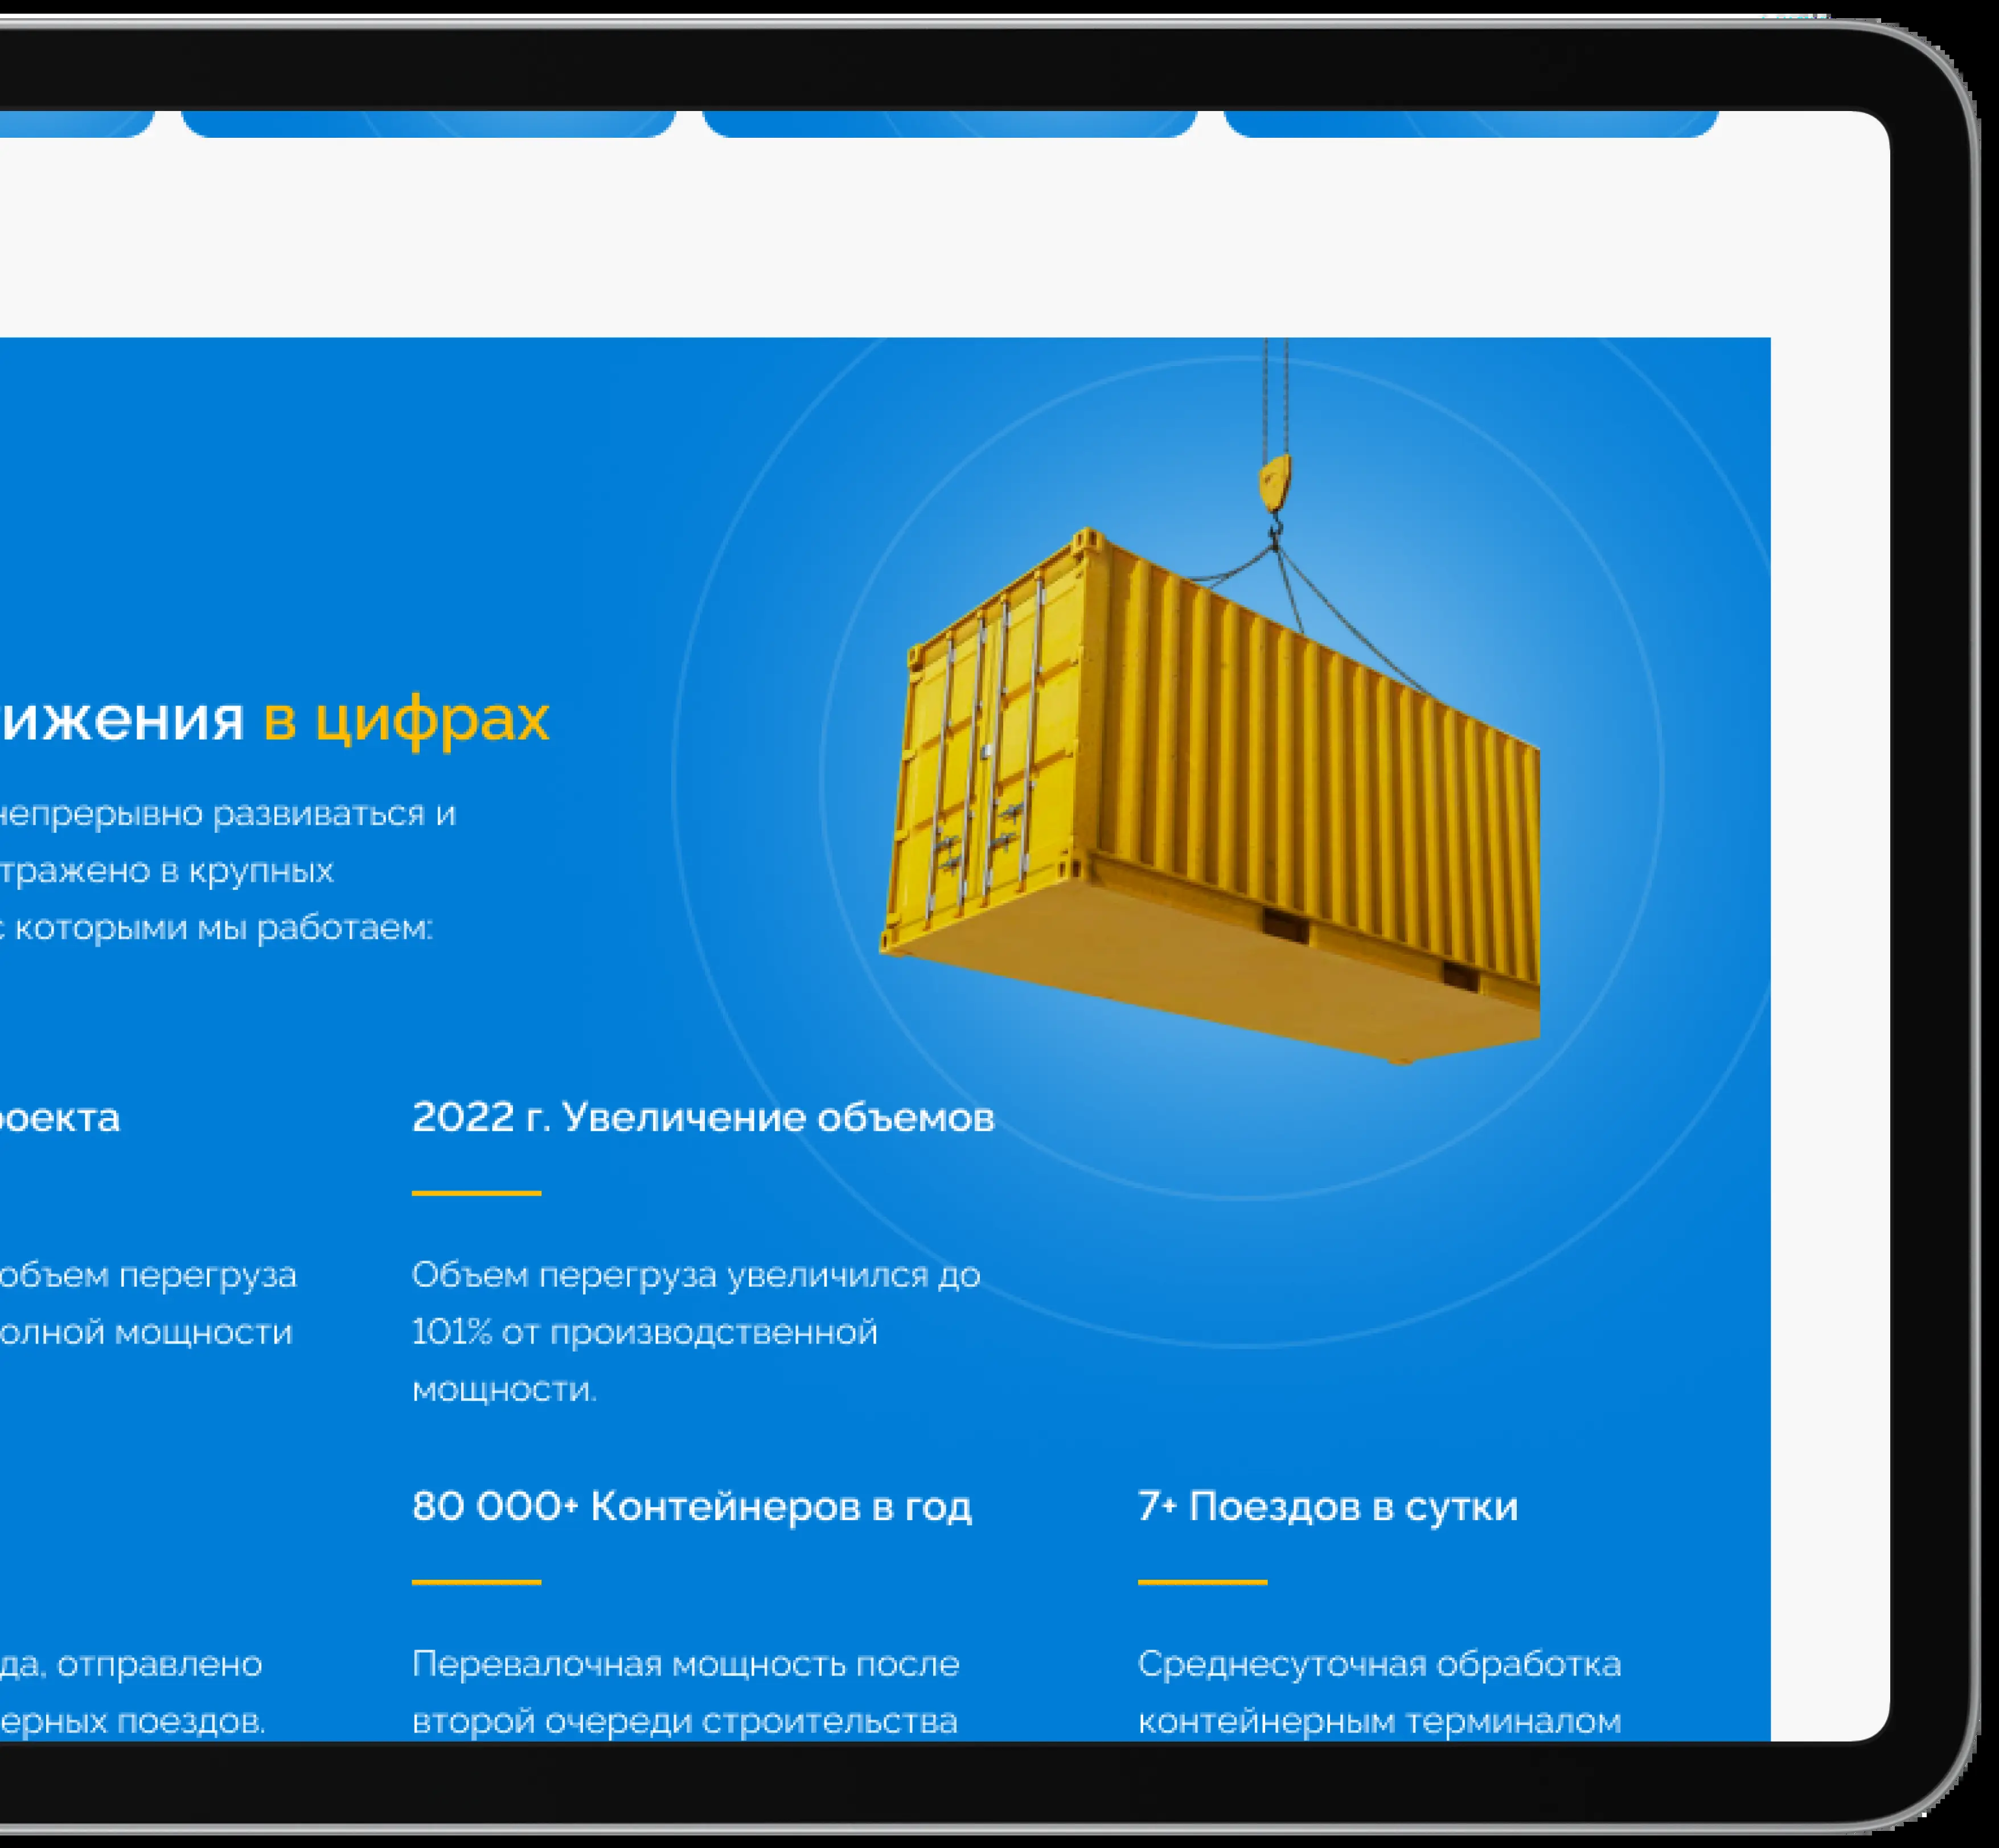 ижения в цифрах
непрерывно развиваться и
тражено в крупных
с которыми мы работаем:
роекта
2022 г. Увеличение объемов
объем перегруза
олной мощности
Объем перегруза увеличился до
101% от производственной
мощности.
80 000+ Контейнеров в год
7+ Поездов в сутки
да, отправлено
ерных поездов.
Перевалочная мощность после
второй очереди строительства
Среднесуточная обработка
контейнерным терминалом